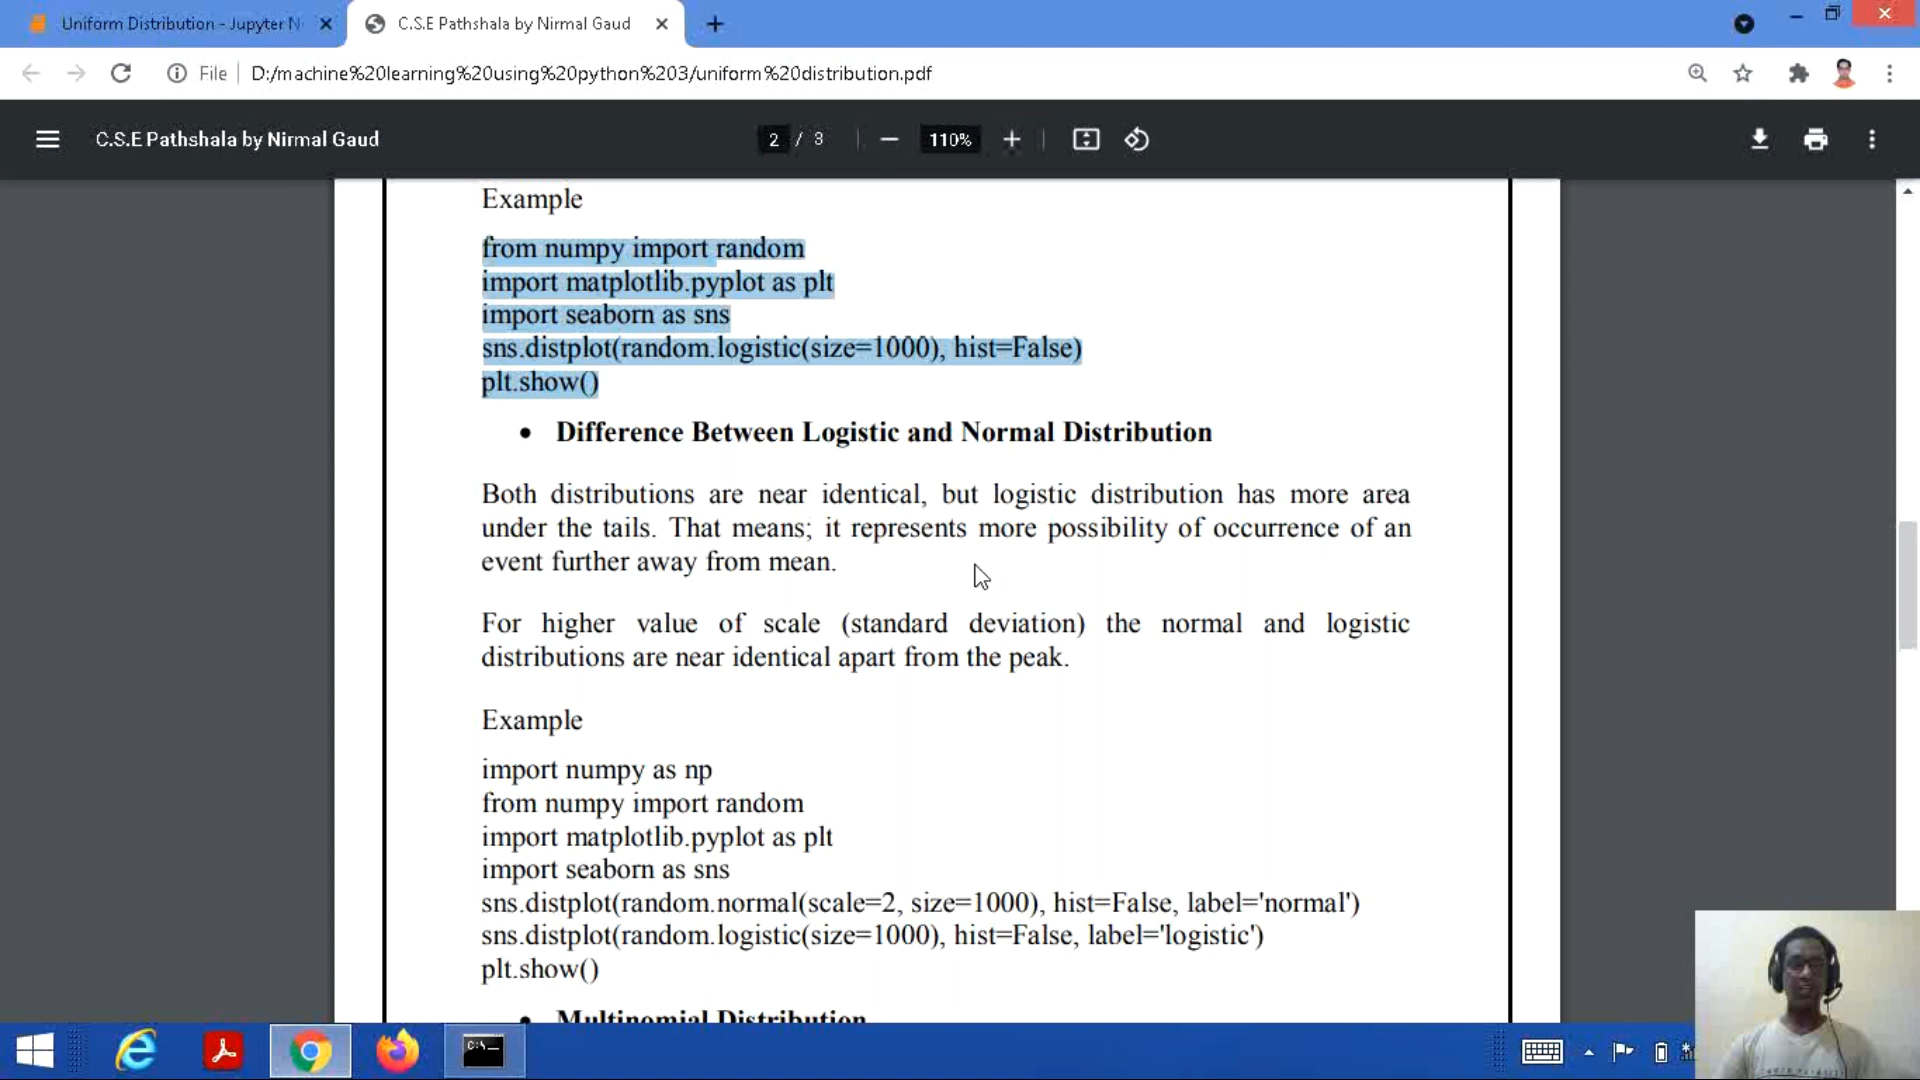 Uniform Distribution - Jupyter N
C.S.E Pathshala by Nirmal Gaud
File
D:/machine%20learning%20using%20python%203/uniform%20distribution.pdf
C.S.E Pathshala by Nirmal Gaud
2 / 3
110%
Example
from numpy import random
import matplotlib.pyplot as plt
import seaborn as sns
sns.distplot(random.logistic(size=1000), hist=False)
plt.show()
• Difference Between Logistic and Normal Distribution
Both distributions are near identical, but logistic distribution has more area
under the tails. That means; it represents more possibility of occurrence of an
event further away from mean.
For higher value of scale (standard deviation) the normal and logistic
distributions are near identical apart from the peak.
Example
import numpy as np
from numpy import random
import matplotlib.pyplot as plt
import seaborn as sns
sns.distplot(random.normal(scale=2, size=1000), hist=False, label='normal')
sns.distplot(random.logistic(size=1000), hist=False, label='logistic')
plt.show()
• Multinomial Distribution